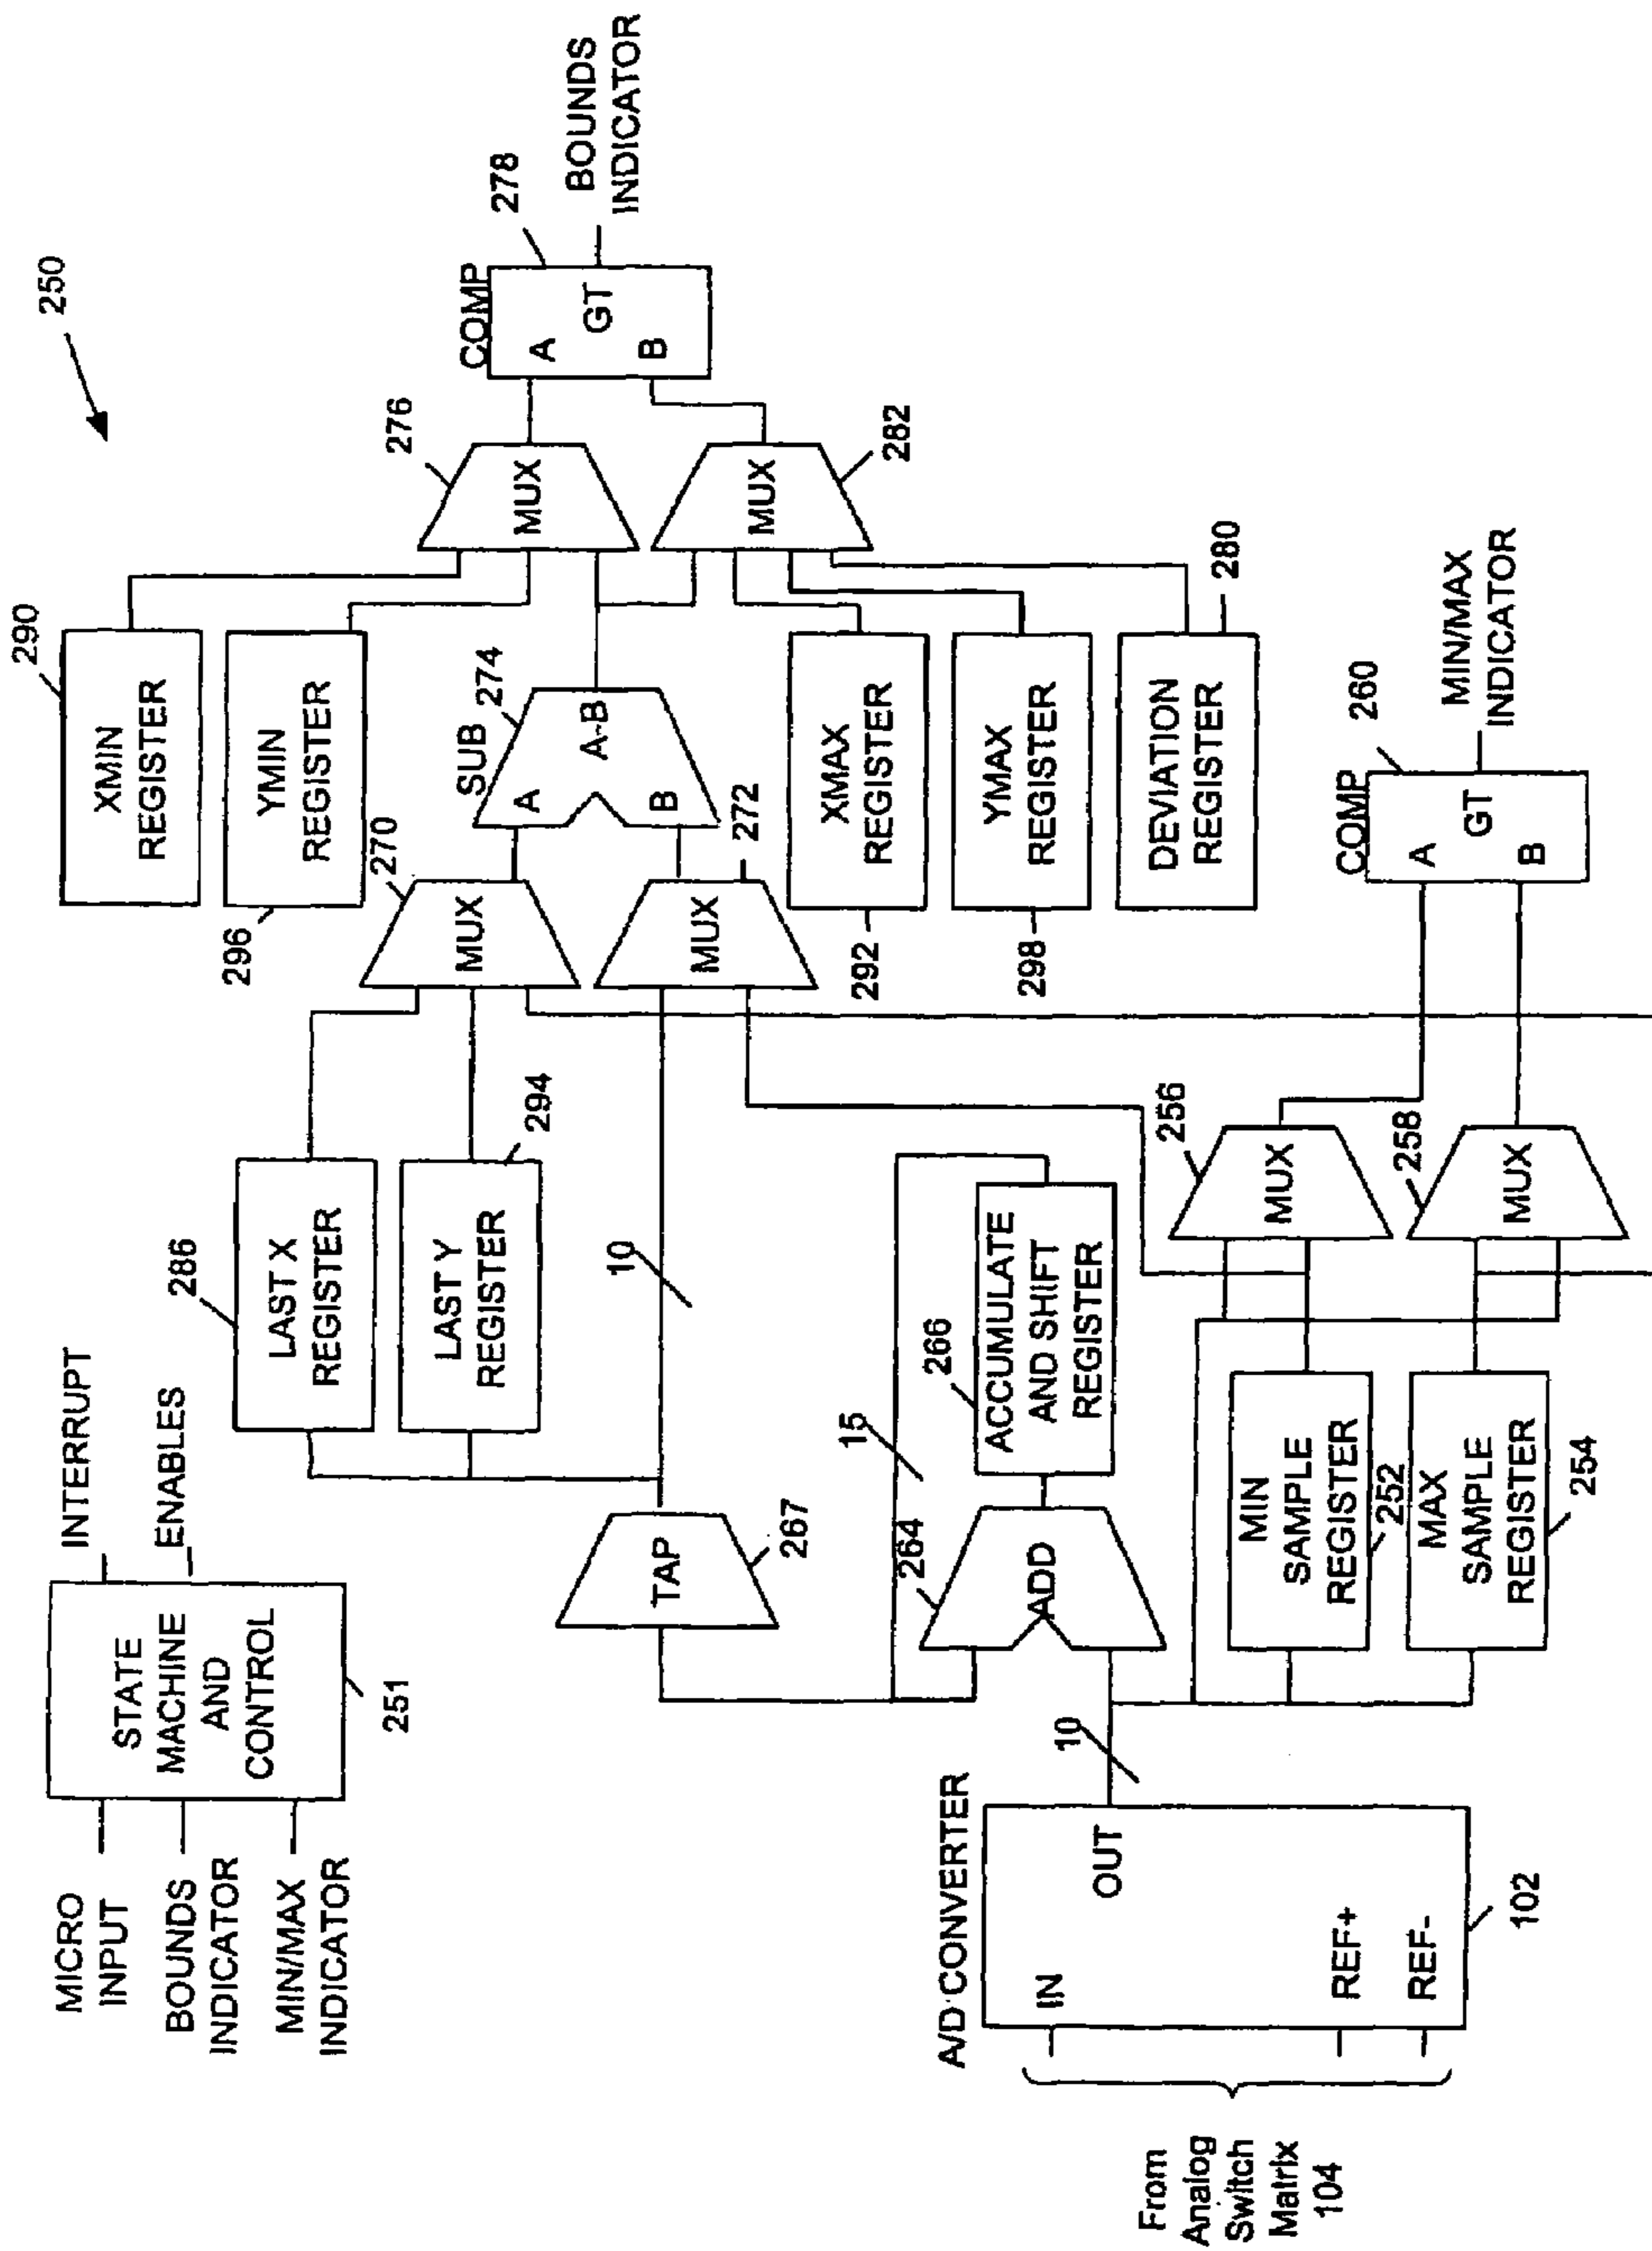 250
MICRO
INPUT
BOUNDS
INDICATOR
MIN/MAX
INDICATOR
STATE
MACHINE
AND
CONTROL
251
INTERRUPT
ENABLES
286
LAST X
REGISTER
LAST Y
REGISTER
294
290
XMIN
REGISTER
YMIN
REGISTER
296
270
MUX
SUB
274
A
A-B
B
MUX
272
276
MUX
MUX
282
COMP
A
GT
B
278
BOUNDS
INDICATOR
TAP
267
10
XMAX
REGISTER
292
YMAX
REGISTER
298
DEVIATION
REGISTER
280
15
264
ADD
266
ACCUMULATE
AND SHIFT
REGISTER
A/D CONVERTER
IN
OUT
REF+
REF-
102
10
From
Analog
Switch
Matrix
104
MIN
SAMPLE
REGISTER
252
MAX
SAMPLE
REGISTER
254
256
MUX
258
MUX
COMP
260
A
GT
B
MIN/MAX
INDICATOR